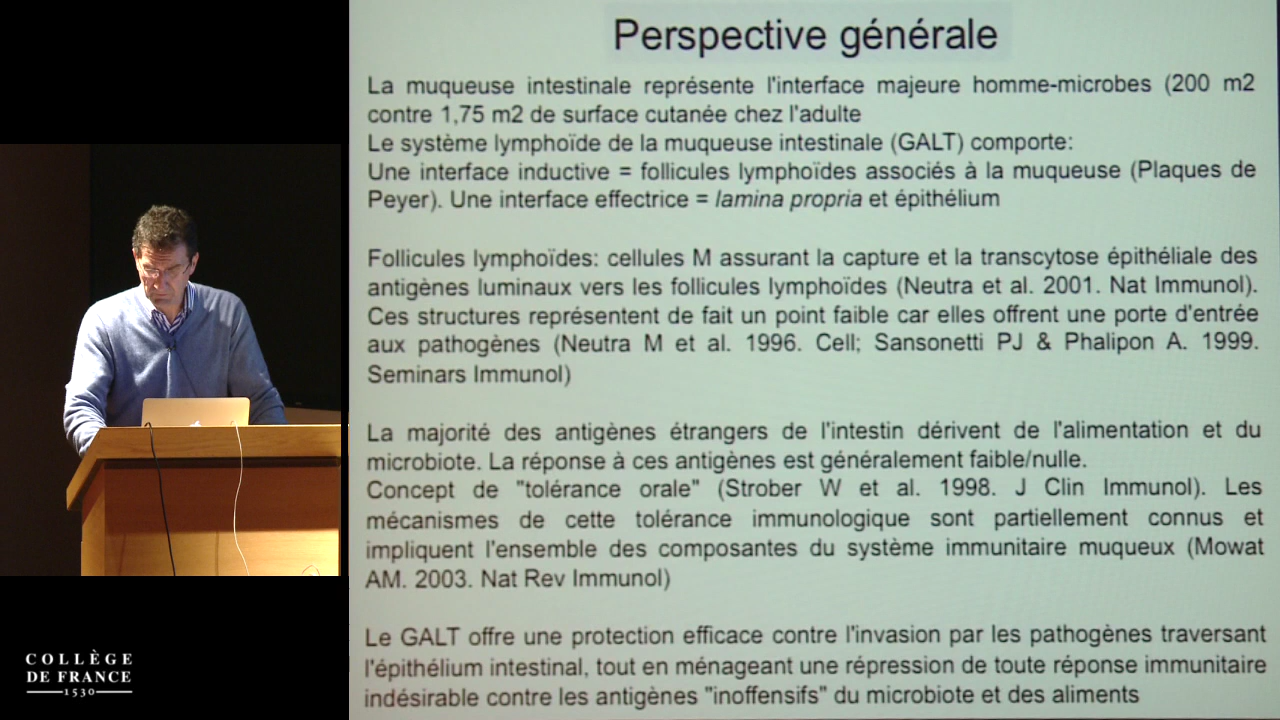 Perspective générale
La muqueuse intestinale représente l'interface majeure homme-microbes (200 m2
contre 1,75 m2 de surface cutanée chez l'adulte
Le système lymphoïde de la muqueuse intestinale (GALT) comporte:
Une interface inductive = follicules lymphoïdes associés à la muqueuse (Plaques de
Peyer). Une interface effectrice = lamina propria et épithélium
Follicules lymphoïdes: cellules M assurant la capture et la transcytose épithéliale des
antigènes luminaux vers les follicules lymphoïdes (Neutra et al. 2001. Nat Immunol).
Ces structures représentent de fait un point faible car elles offrent une porte d'entrée
aux pathogènes (Neutra M et al. 1996. Cell; Sansonetti PJ & Phalipon A. 1999.
Seminars Immunol)
La majorité des antigènes étrangers de l'intestin dérivent de l'alimentation et du
microbiote. La réponse à ces antigènes est généralement faible/nulle.
Concept de "tolérance orale" (Strober W et al. 1998. J Clin Immunol). Les
mécanismes de cette tolérance immunologique sont partiellement connus et
impliquent l'ensemble des composantes du système immunitaire muqueux (Mowat
AM. 2003. Nat Rev Immunol)
Le GALT offre une protection efficace contre l'invasion par les pathogènes traversant
l'épithélium intestinal, tout en ménageant une répression de toute réponse immunitaire
indésirable contre les antigènes "inoffensifs" du microbiote et des aliments
COLLÈGE
DE FRANCE
1530